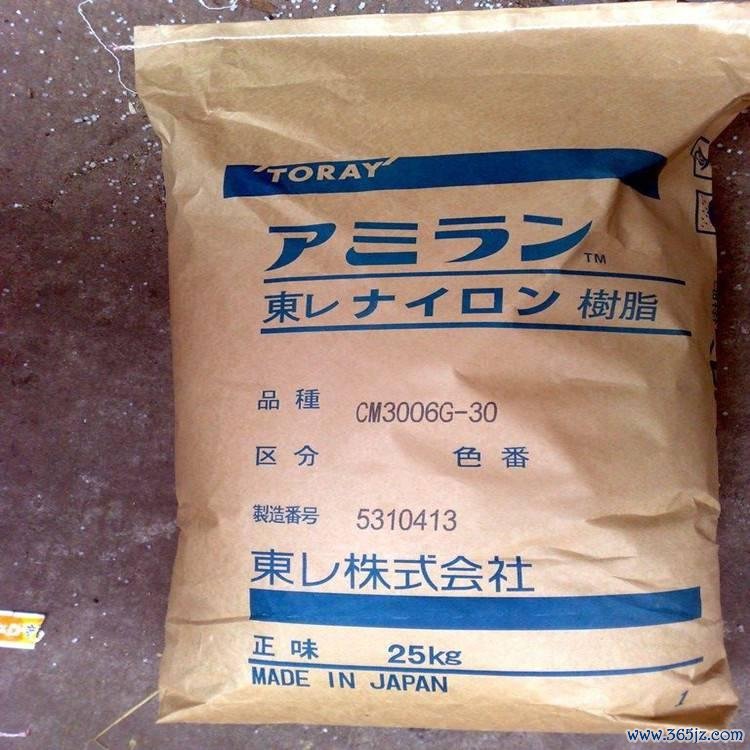 TORAY
アミラン TM
東レ ナイロン 樹脂
品種 CM3006G-30
区分 色番
製造番号 5310413
東レ株式会社
正味 25kg
MADE IN JAPAN
1
www.365jz.com